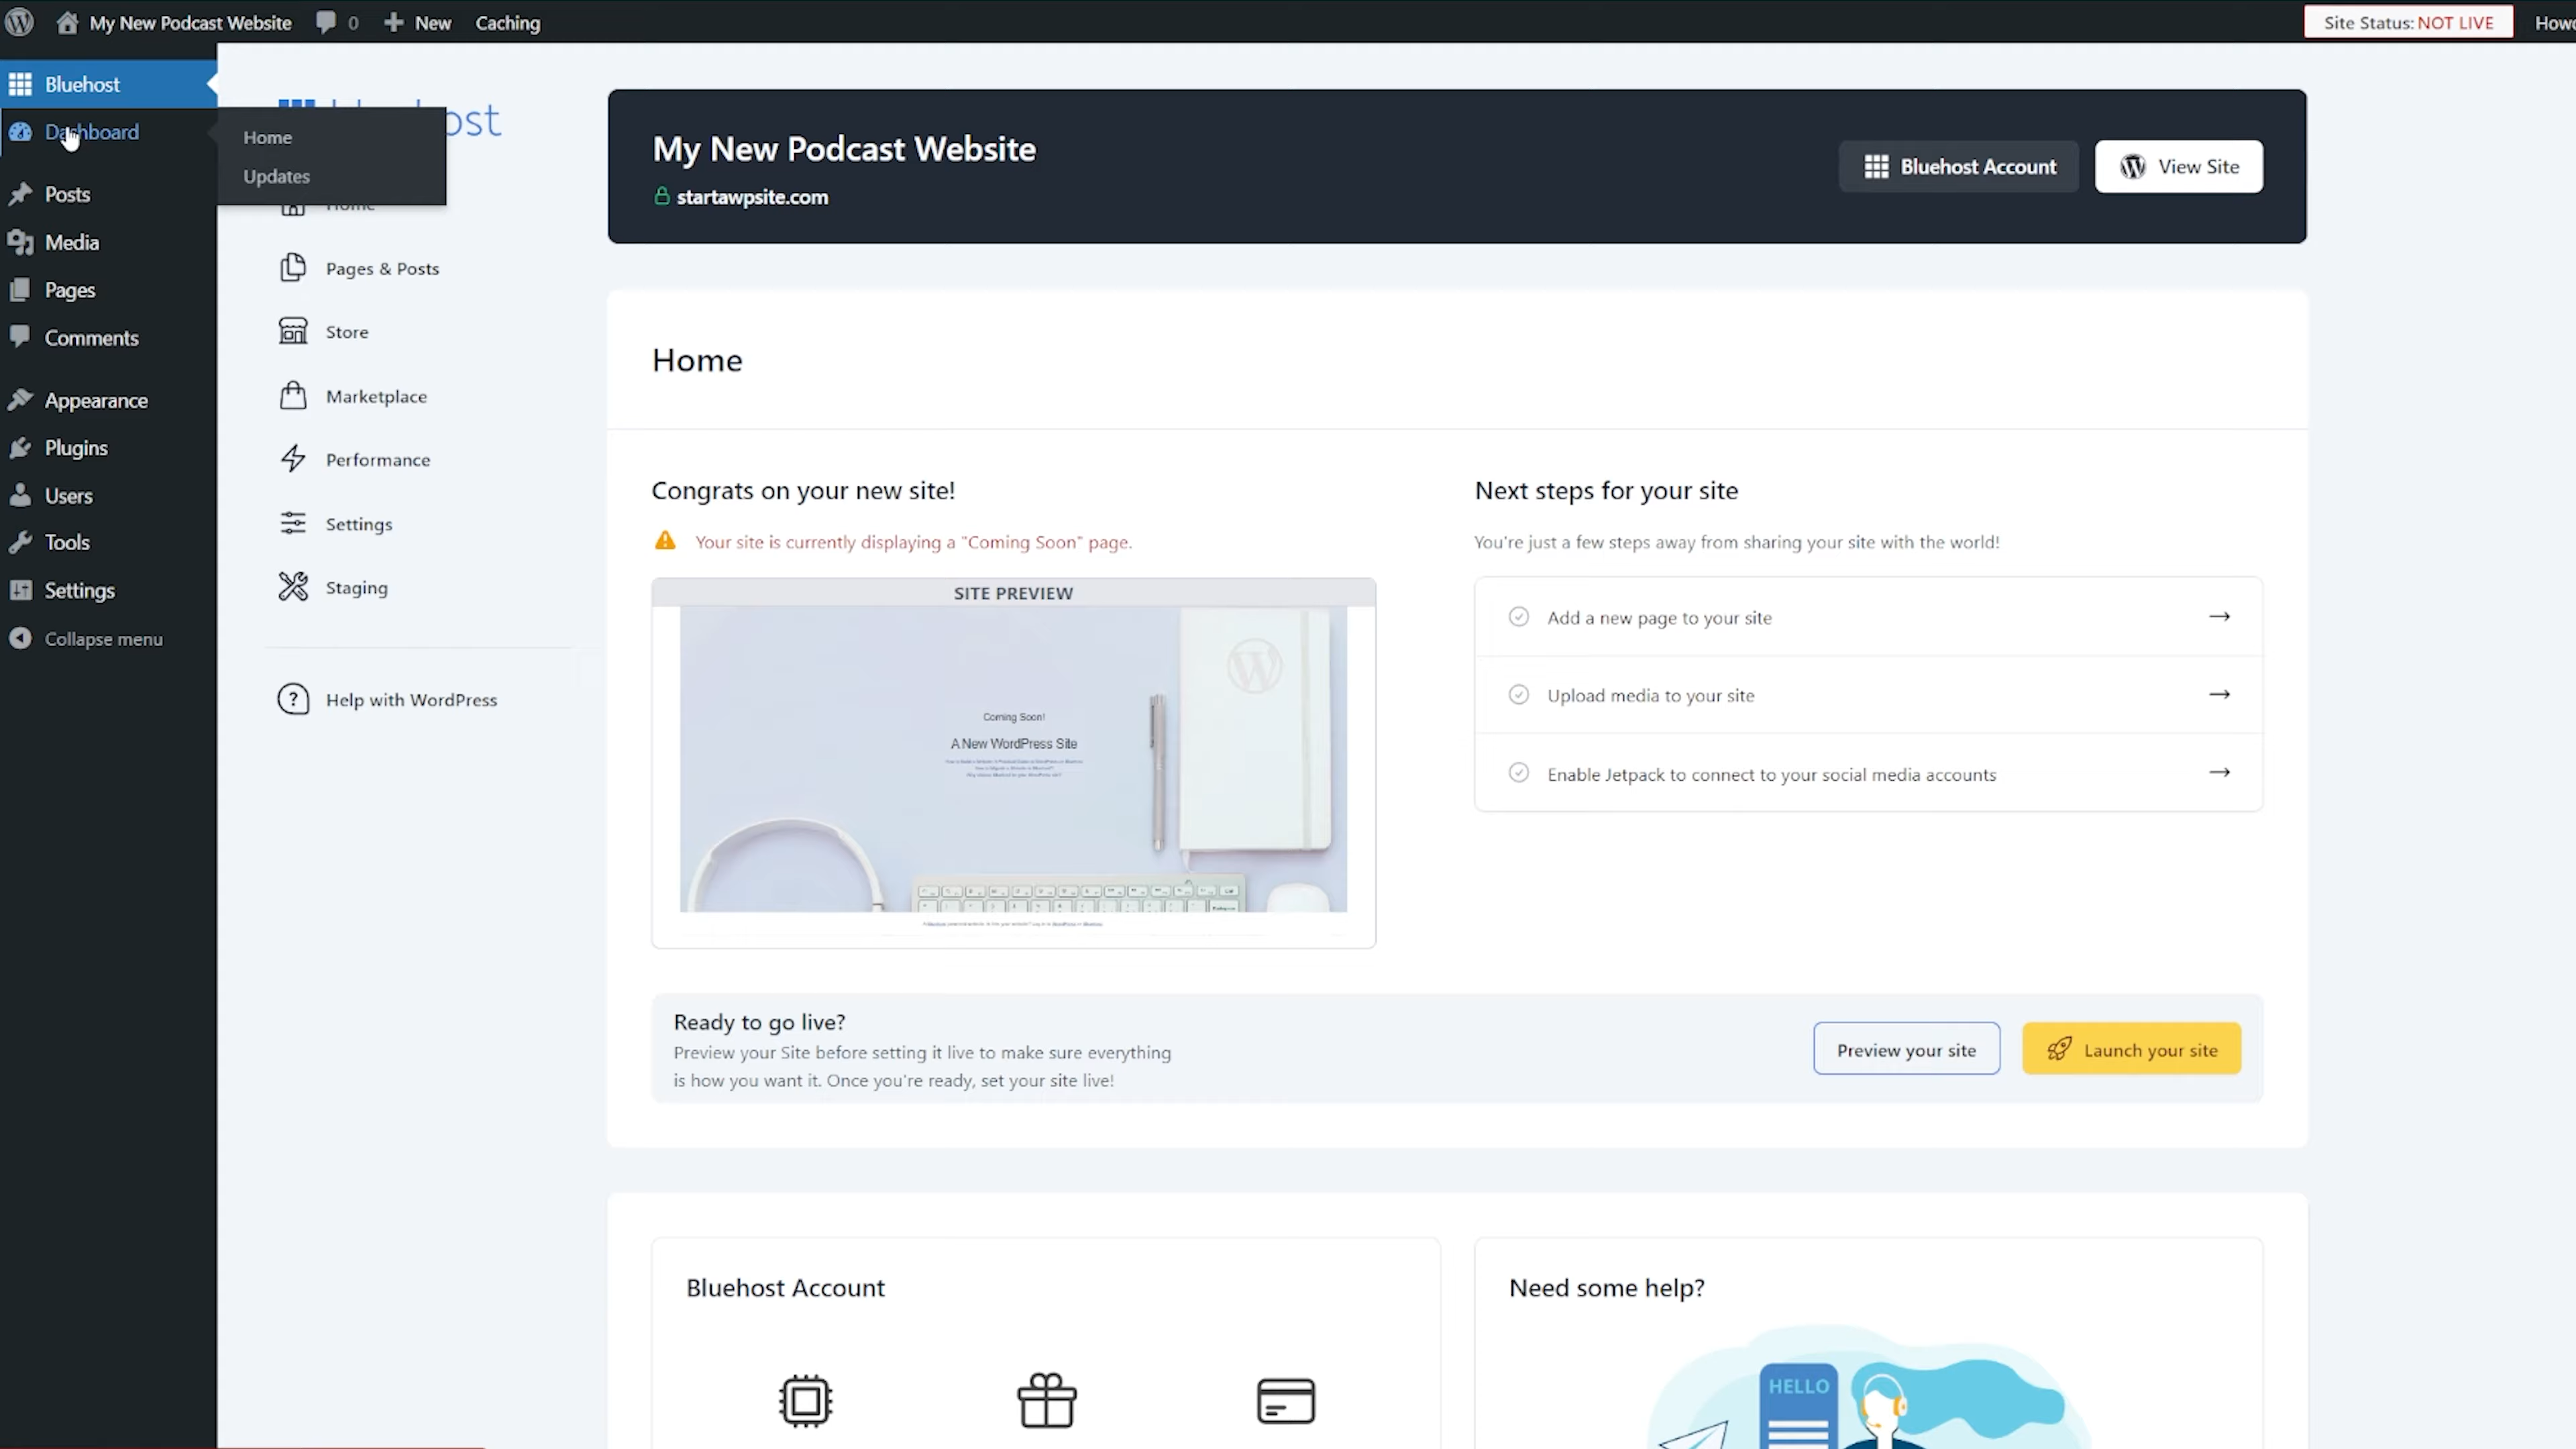 My New Podcast Website
0
New
Caching
Site Status: NOT LIVE
Bluehost
Dashboard
Home
Updates
Posts
Media
Pages
Comments
Appearance
Plugins
Users
Tools
Settings
Collapse menu
Home
Pages & Posts
Store
Marketplace
Performance
Settings
Staging
Help with WordPress
My New Podcast Website
startawpsite.com
Bluehost Account
View Site
Home
Congrats on your new site!
Your site is currently displaying a "Coming Soon" page.
SITE PREVIEW
Coming Soon!
A New WordPress Site
Next steps for your site
You're just a few steps away from sharing your site with the world!
Add a new page to your site
Upload media to your site
Enable Jetpack to connect to your social media accounts
Ready to go live?
Preview your Site before setting it live to make sure everything
is how you want it. Once you're ready, set your site live!
Preview your site
Launch your site
Bluehost Account
Need some help?
HELLO